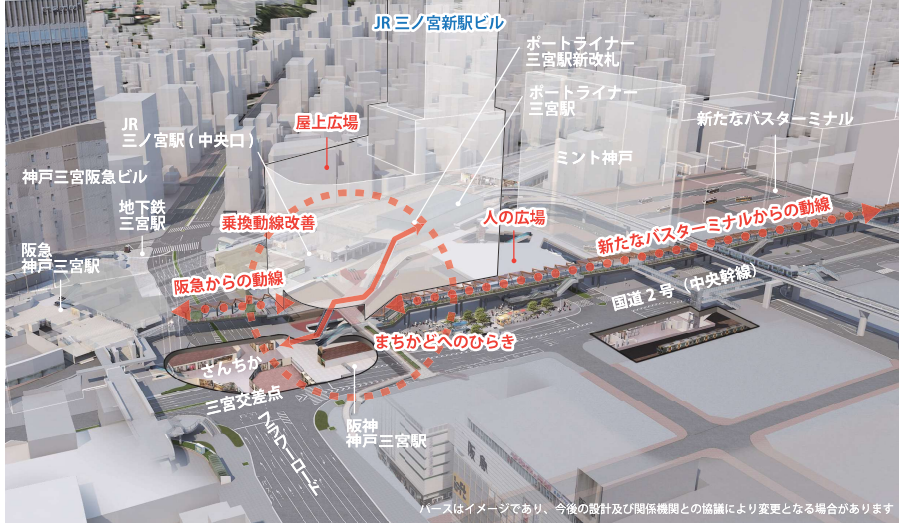 JR 三ノ宮新駅ビル
ポートライナー
三宮駅新改札
ポートライナー
三宮駅
屋上広場
新たなバスターミナル
JR
三ノ宮駅 ( 中央口 )
ミント神戸
神戸三宮阪急ビル
地下鉄
三宮駅
乗換動線改善
人の広場
新たなバスターミナルからの動線
阪急
神戸三宮駅
阪急からの動線
国道 2 号（中央幹線）
まちかどへのひらき
さんちか
三宮交差点
フラワーロード
阪神
神戸三宮駅
阪急
パースはイメージであり、今後の設計及び関係機関との協議により変更となる場合があります